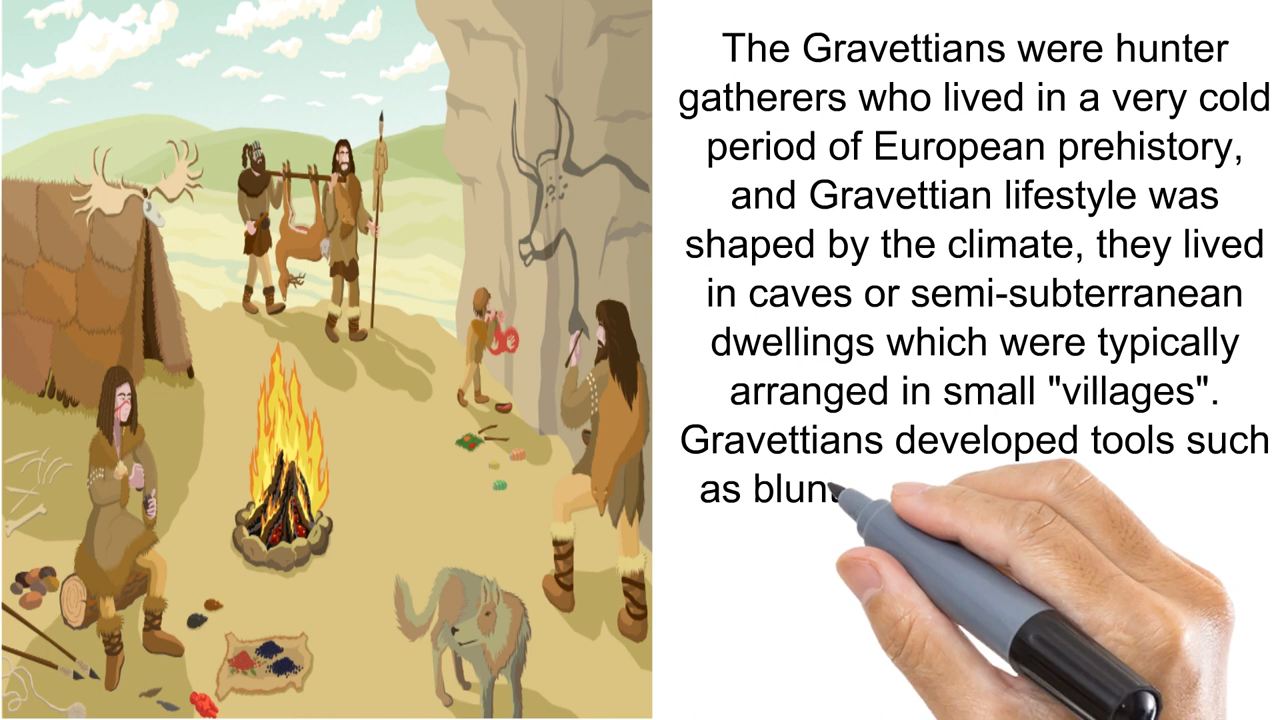 The Gravettians were hunter
gatherers who lived in a very cold
period of European prehistory,
and Gravettian lifestyle was
shaped by the climate, they lived
in caves or semi-subterranean
dwellings which were typically
arranged in small "villages".
Gravettians developed tools such
as blunt